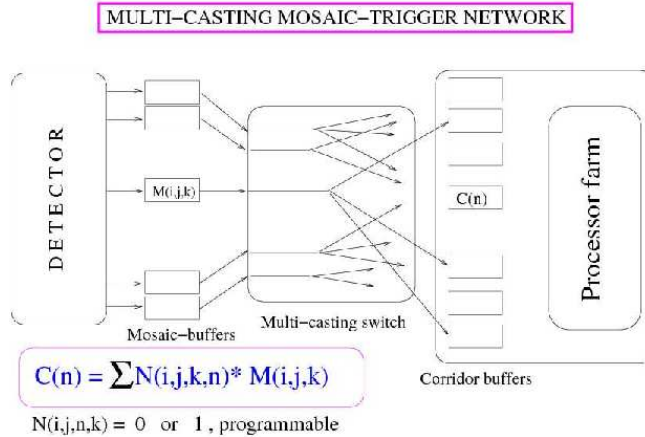 MULTI-CASTING MOSAIC-TRIGGER NETWORK
DETECTOR
M(i,j,k)
C(n)
Processor farm
Mosaic-buffers
Multi-casting switch
Corridor buffers
C(n) = ∑N(i,j,k,n)* M(i,j,k)
N(i,j,n,k) = 0 or 1 , programmable